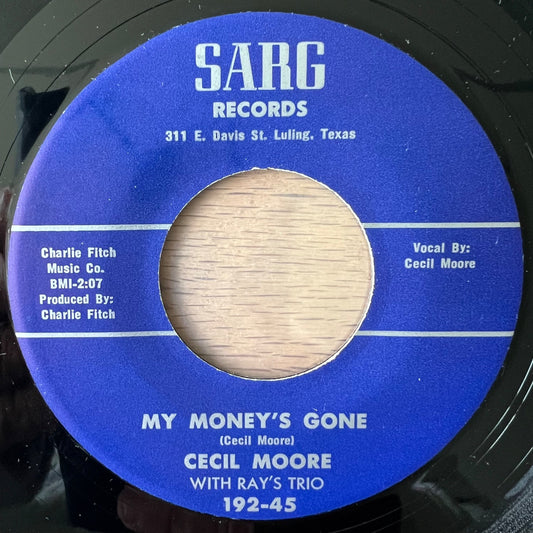 SARG
RECORDS
311 E. Davis St. Luling, Texas
Charlie Fitch
Music Co.
BMI-2:07
Produced By:
Charlie Fitch
Vocal By:
Cecil Moore
MY MONEY'S GONE
(Cecil Moore)
CECIL MOORE
WITH RAY'S TRIO
192-45